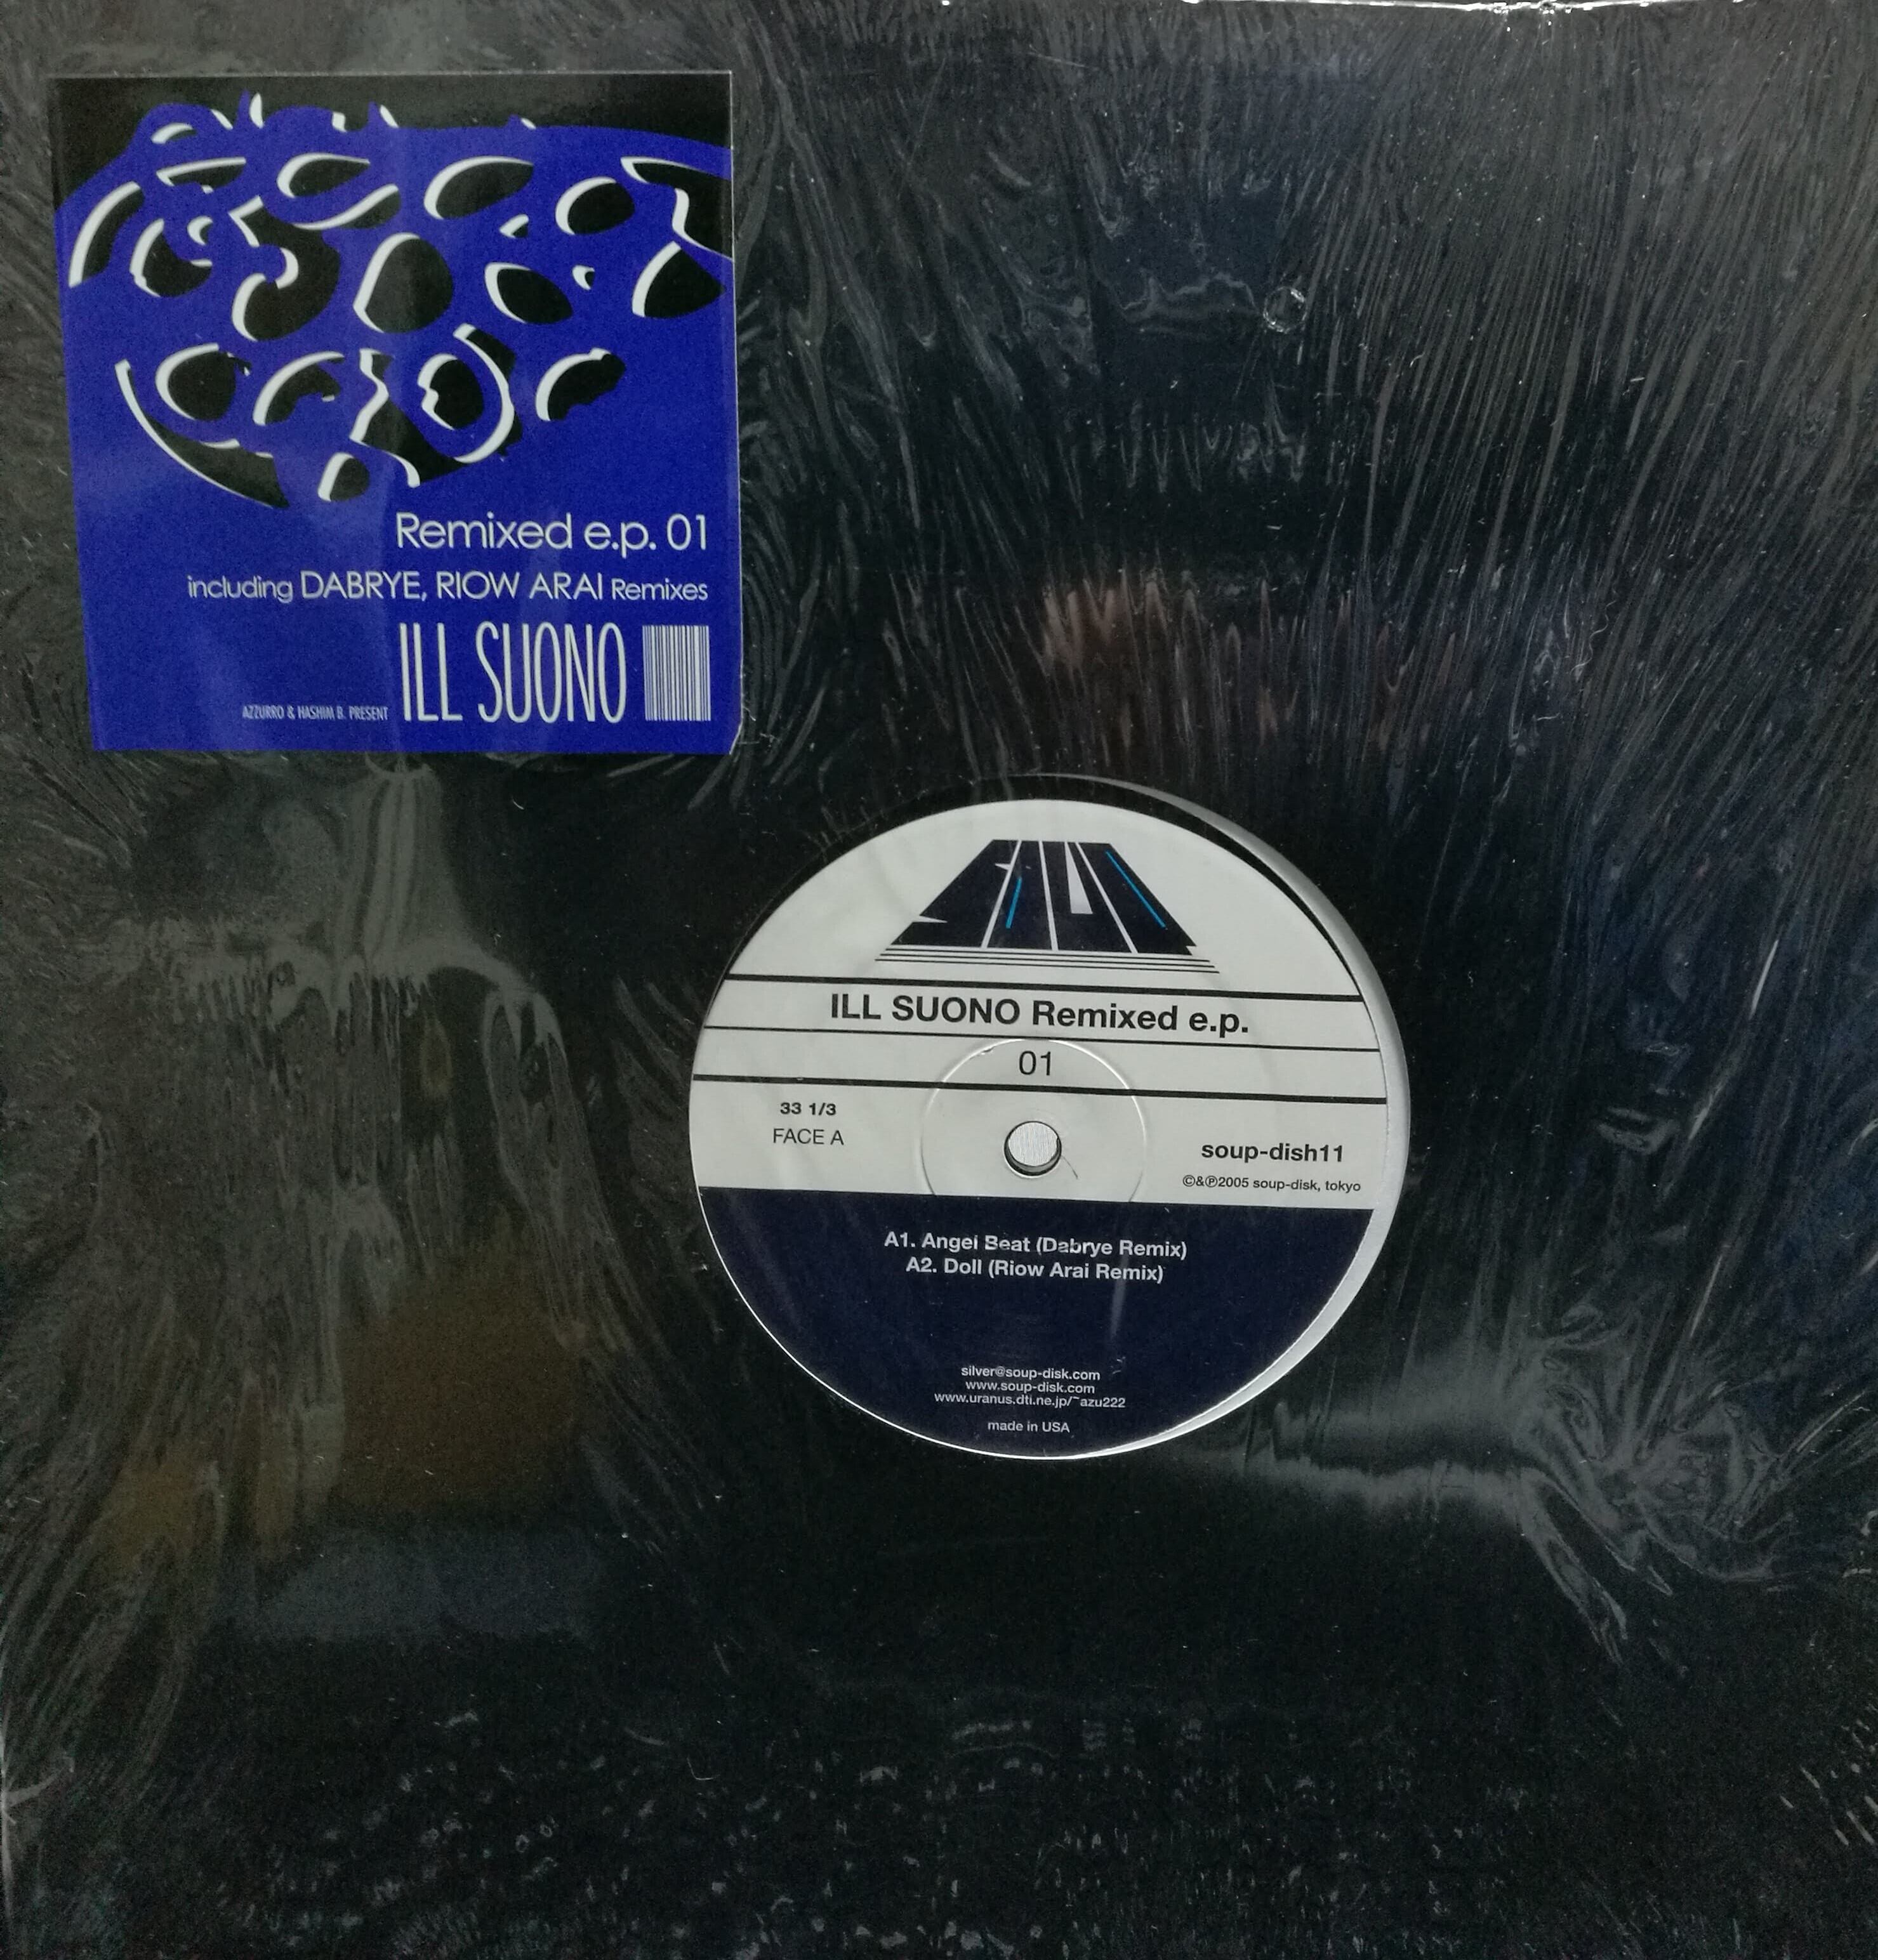 Remixed e.p. 01
including DABRYE, RIOW ARAI Remixes
AZZURRO & HASHIM B. PRESENT ILL SUONO
ILL SUONO Remixed e.p.
01
33 1/3
FACE A
soup-dish11
©&℗2005 soup-disk, tokyo
A1. Angel Beat (Dabrye Remix)
A2. Doll (Riow Arai Remix)
silver@soup-disk.com
www.soup-disk.com
www.uranus.dti.ne.jp/~azu222
made in USA